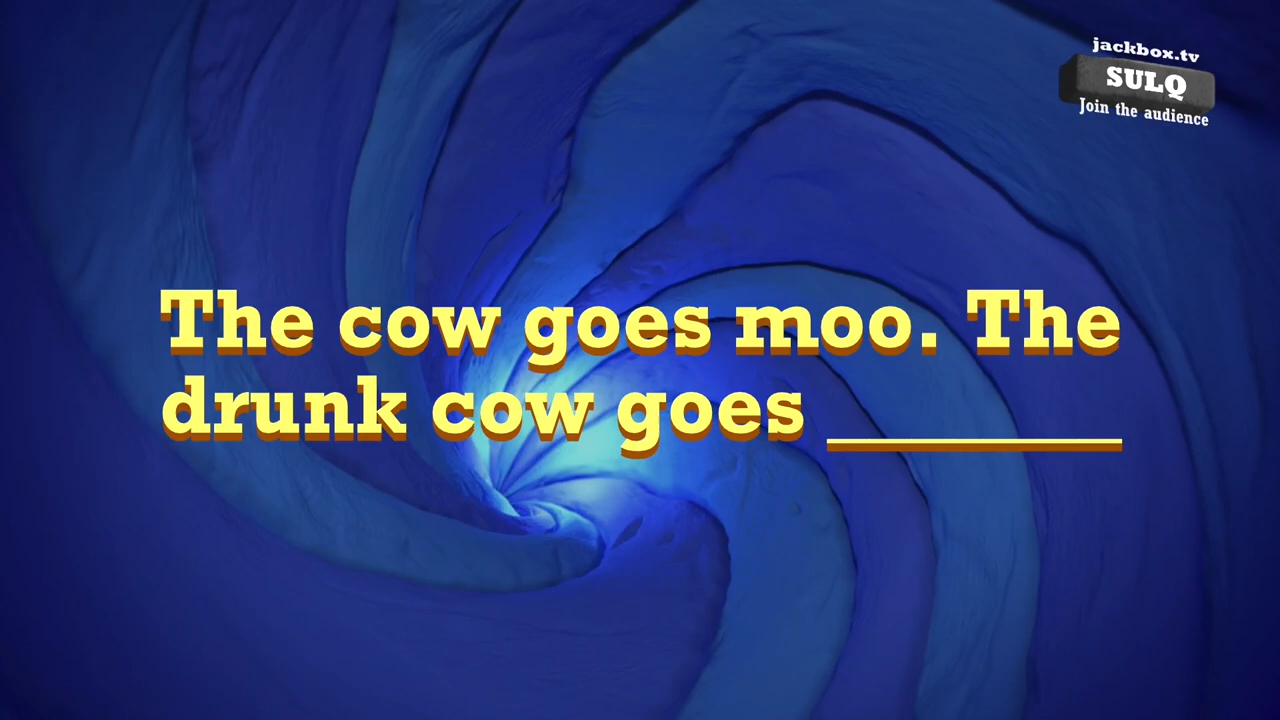 jackbox.tv
SULQ
Join the audience
The cow goes moo. The
drunk cow goes ________